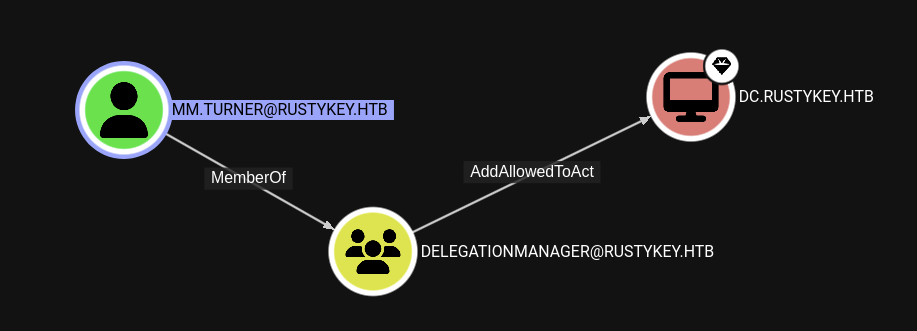 MM.TURNER@RUSTYKEY.HTB
DC.RUSTYKEY.HTB
MemberOf
AddAllowedToAct
DELEGATIONMANAGER@RUSTYKEY.HTB